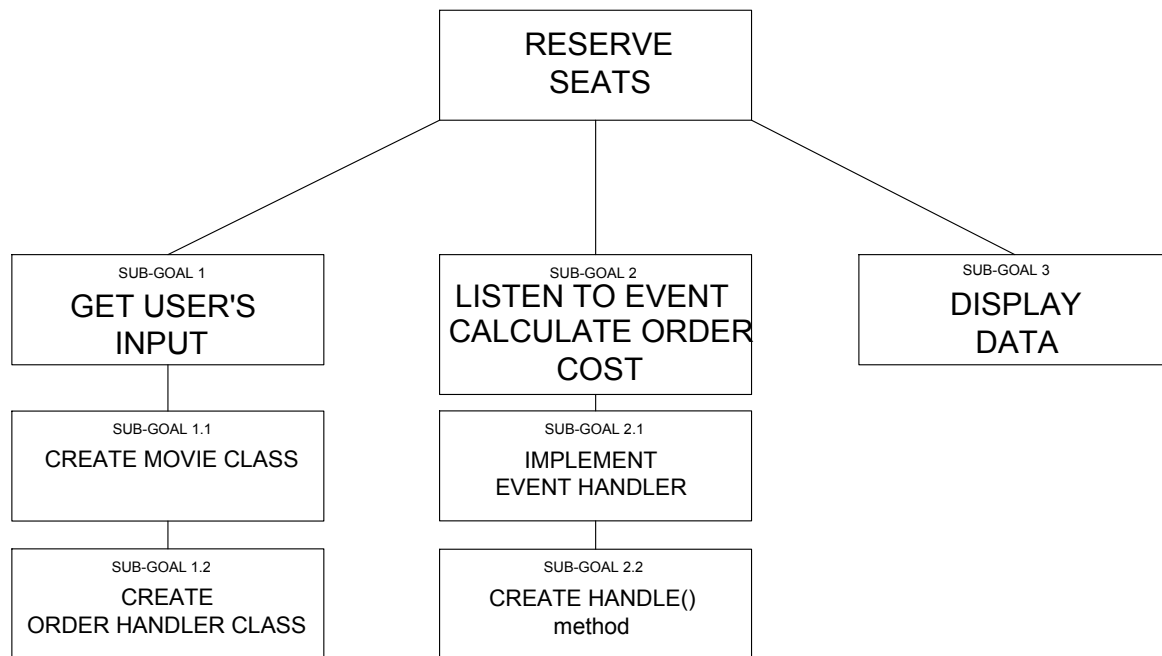 RESERVE
SEATS
SUB-GOAL 1
GET USER'S
INPUT
SUB-GOAL 2
LISTEN TO EVENT
CALCULATE ORDER
COST
SUB-GOAL 3
DISPLAY
DATA
SUB-GOAL 1.1
CREATE MOVIE CLASS
SUB-GOAL 2.1
IMPLEMENT
EVENT HANDLER
SUB-GOAL 1.2
CREATE
ORDER HANDLER CLASS
SUB-GOAL 2.2
CREATE HANDLE()
method